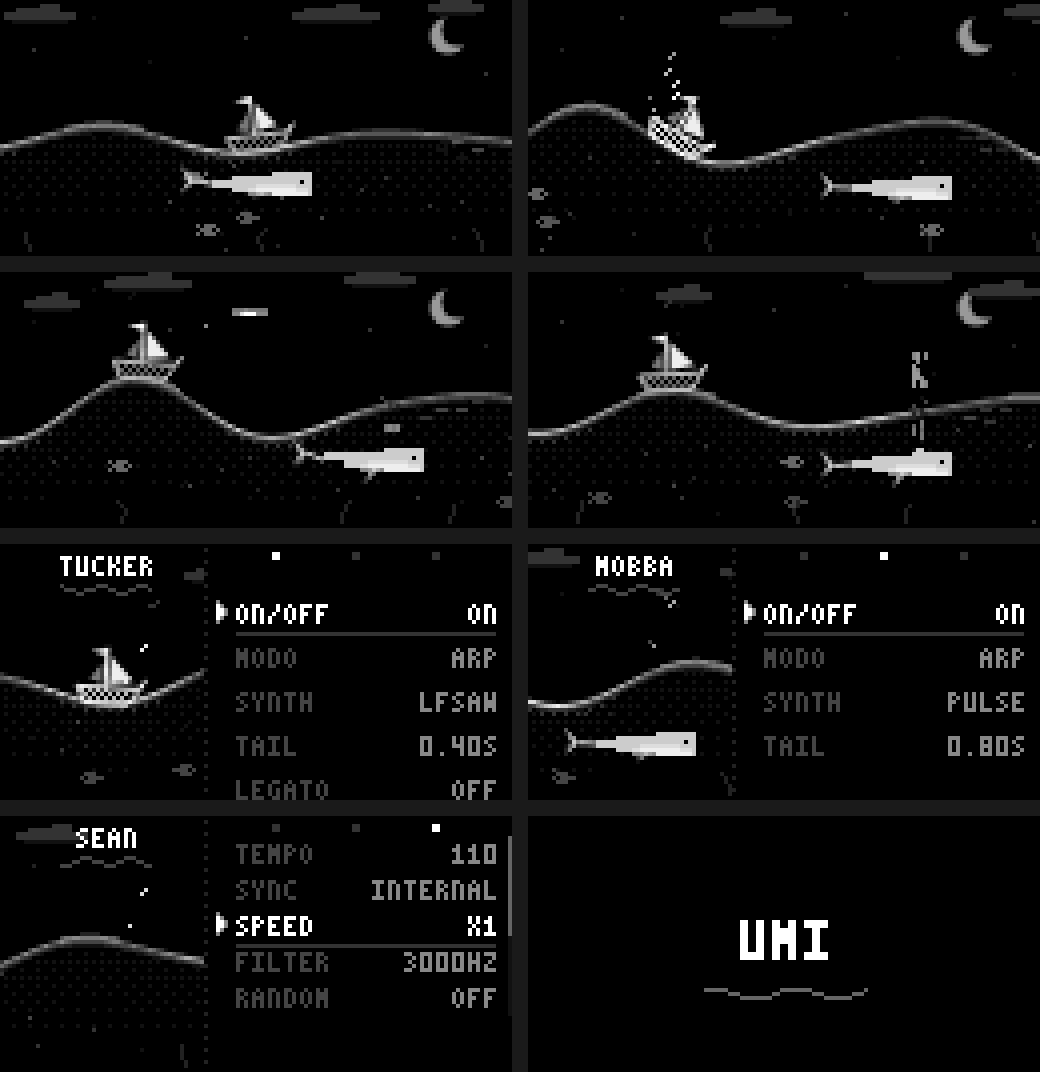 TUCKER
ON/OFF ON
MODO ARP
SYNTH LFSAW
TAIL 0.40S
LEGATO OFF
MOBBA
ON/OFF ON
MODO ARP
SYNTH PULSE
TAIL 0.80S
SEAN
TEMPO 110
SYNC INTERNAL
SPEED X1
FILTER 3000HZ
RANDOM OFF
UMI